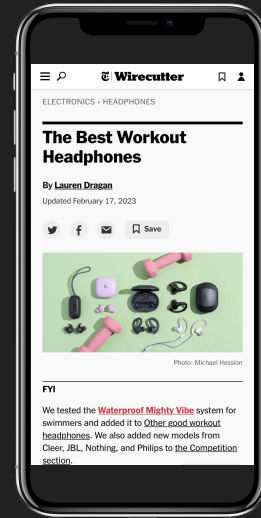 Wirecutter
ELECTRONICS › HEADPHONES
The Best Workout
Headphones
By Lauren Dragan
Updated February 17, 2023
Save
Photo: Michael Hession
FYI
We tested the Waterproof Mighty Vibe system for
swimmers and added it to Other good workout
headphones. We also added new models from
Cleer, JBL, Nothing, and Philips to the Competition
section.